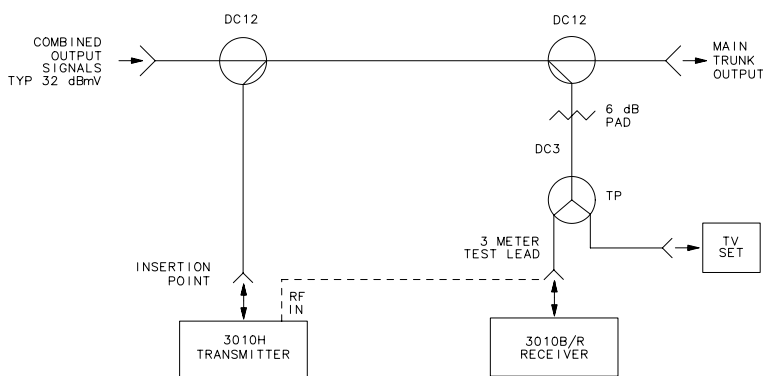 DC12
DC12
COMBINED
OUTPUT
SIGNALS
TYP 32 dBmV
MAIN
TRUNK
OUTPUT
6 dB
PAD
DC3
TP
3 METER
TEST LEAD
TV
SET
INSERTION
POINT
RF
IN
3010H
TRANSMITTER
3010B/R
RECEIVER